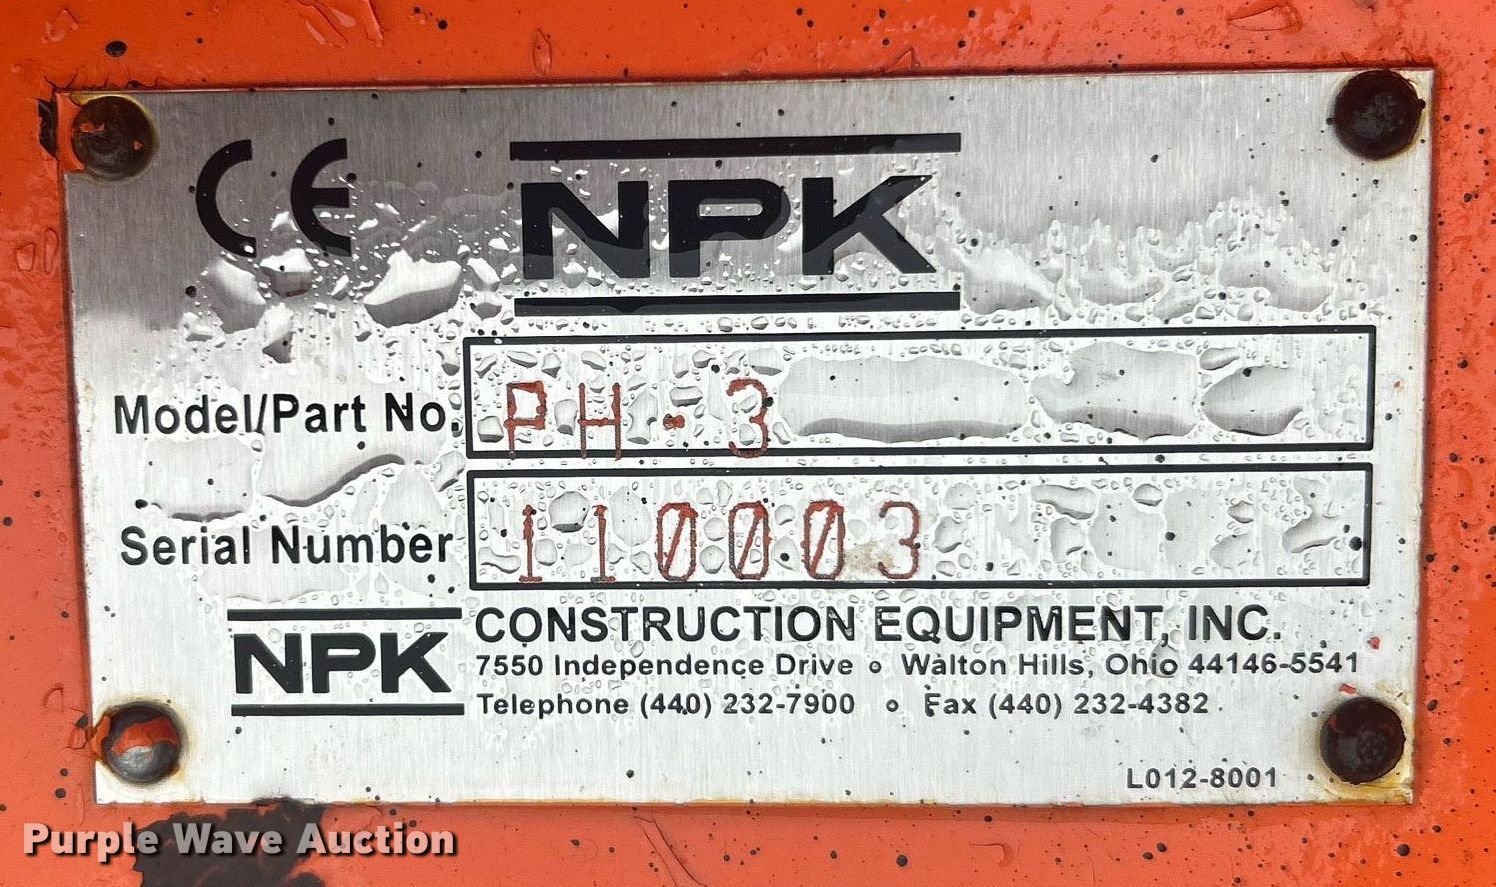 CE NPK
Model/Part No. PH-3
Serial Number 110003
NPK CONSTRUCTION EQUIPMENT, INC.
7550 Independence Drive o Walton Hills, Ohio 44146-5541
Telephone (440) 232-7900 o Fax (440) 232-4382
L012-8001
Purple Wave Auction